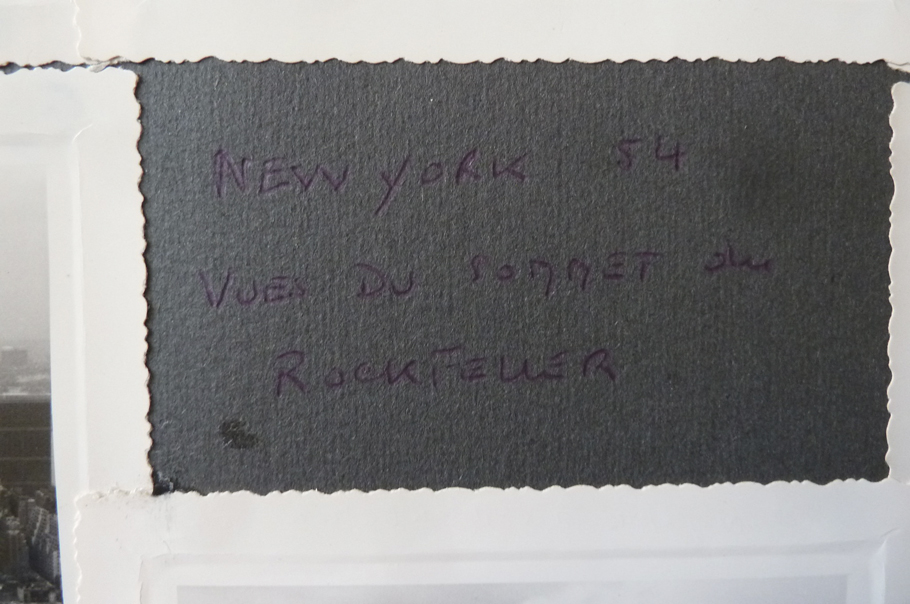 NEW YORK 54
VUES DU SOMMET du
ROCKFELLER